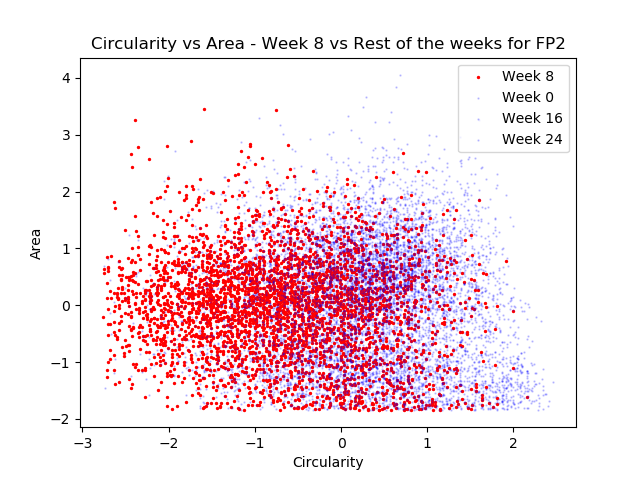 Circularity vs Area - Week 8 vs Rest of the weeks for FP2
Week 8
Week 0
Week 16
Week 24
4
3
2
1
0
−1
−2
Area
−3
−2
−1
0
1
2
Circularity